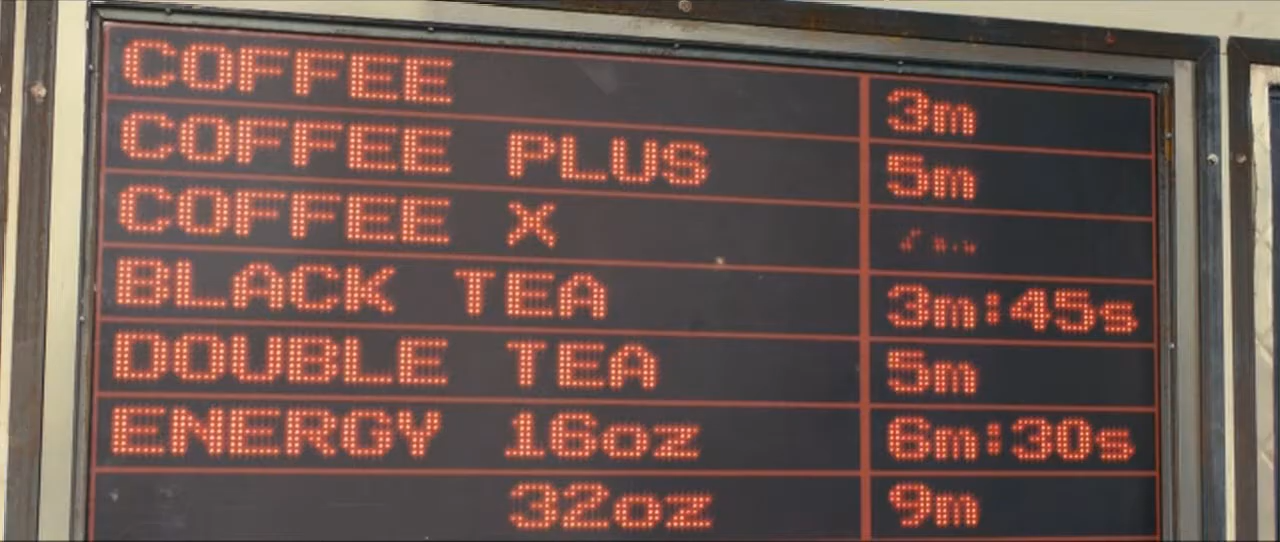 COFFEE 3m
COFFEE PLUS 5m
COFFEE X
BLACK TEA 3m:45s
DOUBLE TEA 5m
ENERGY 16oz 6m:30s
32oz 9m